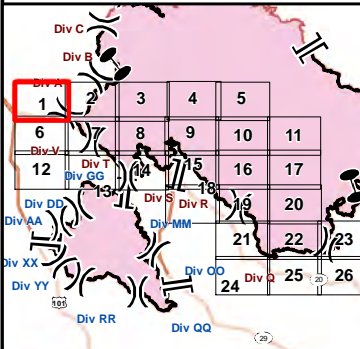 Div C
Div B
Div A
1 2 3 4 5
6 7 8 9 10 11
Div V
12 Div T 14 15 16 17
Div GG
13 Div S Div R 18 19 20
Div DD
Div AA
Div MM
21 22 23
Div XX
Div YY
Div OO
24 Div Q 25 20 26
101
Div RR
Div QQ
29